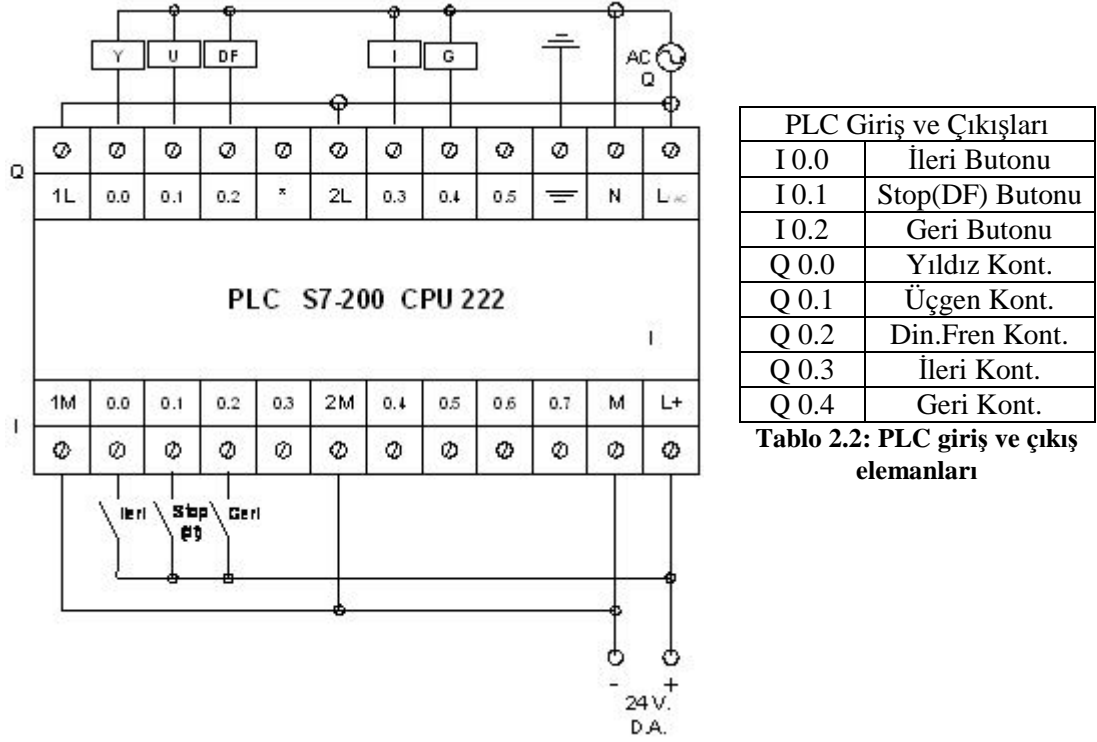 Y U DF I G
AC
Q
Q
1L 0.0 0.1 0.2 * 2L 0.3 0.4 0.5 N L AC
PLC S7-200 CPU 222
I
1M 0.0 0.1 0.2 0.3 2M 0.4 0.5 0.6 0.7 M L+
I
Ileri Stop Geri
- +
24 V.
D.A.
PLC Giriş ve Çıkışları
I 0.0 İleri Butonu
I 0.1 Stop(DF) Butonu
I 0.2 Geri Butonu
Q 0.0 Yıldız Kont.
Q 0.1 Üçgen Kont.
Q 0.2 Din.Fren Kont.
Q 0.3 İleri Kont.
Q 0.4 Geri Kont.
Tablo 2.2: PLC giriş ve çıkış
elemanları